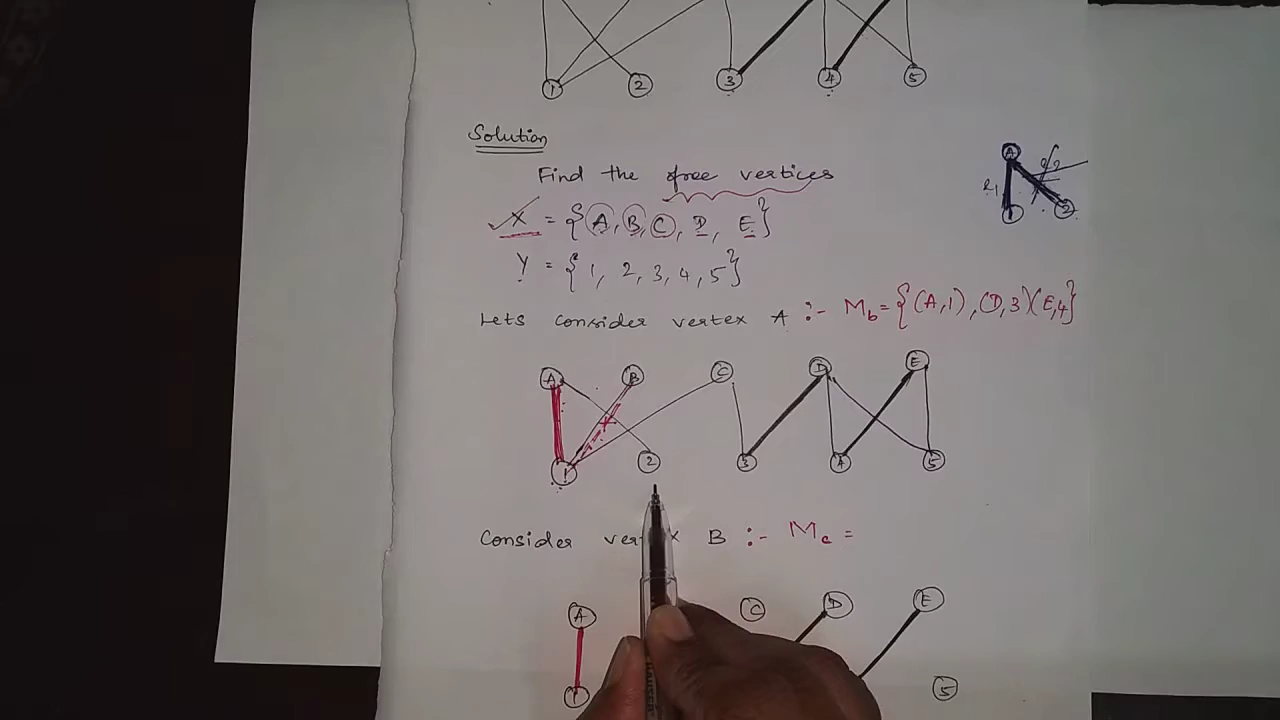 1 2 3 4 5
Solution
Find the free vertices
X = {A, B, C, D, E}
Y = {1, 2, 3, 4, 5}
A
2
Lets consider vertex A :- Mb = {(A,1), (D,3)(E,4}
A B C D E
1 2 3 4 5
Consider vertex B :- Mc =
A C D E
1 5